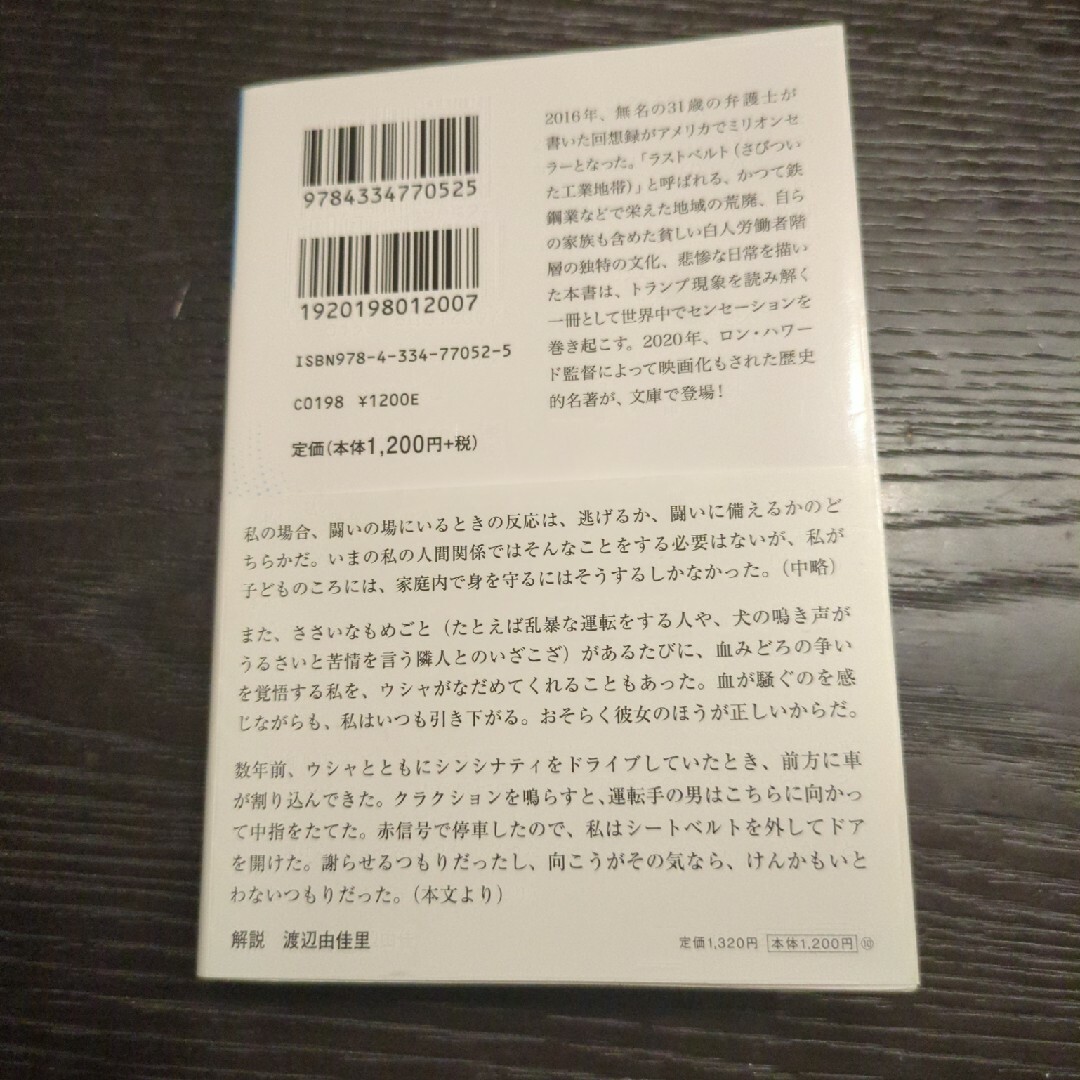 9784334770525
1920198012007
ISBN978-4-334-77052-5
C0198 ¥1200E
定価(本体1,200円+税)
2016年、無名の31歳の弁護士が
書いた回想録がアメリカでミリオンセ
ラーとなった。「ラストベルト(さびつい
た工業地帯)」と呼ばれる、かつて鉄
鋼業などで栄えた地域の荒廃、自ら
の家族も含めた貧しい白人労働者階
層の独特の文化、悲惨な日常を描い
た本書は、トランプ現象を読み解く
一冊として世界中でセンセーションを
巻き起こす。2020年、ロン・ハワー
ド監督によって映画化もされた歴史
的名著が、文庫で登場!
私の場合、闘いの場にいるときの反応は、逃げるか、闘いに備えるかのど
ちらかだ。いまの私の人間関係ではそんなことをする必要はないが、私が
子どものころには、家庭内で身を守るにはそうするしかなかった。(中略)
また、ささいなもめごと(たとえば乱暴な運転をする人や、犬の鳴き声が
うるさいと苦情を言う隣人とのいざこざ)があるたびに、血みどろの争い
を覚悟する私を、ウシャがなだめてくれることもあった。血が騒ぐのを感
じながらも、私はいつも引き下がる。おそらく彼女のほうが正しいからだ。
数年前、ウシャとともにシンシナティをドライブしていたとき、前方に車
が割り込んできた。クラクションを鳴らすと、運転手の男はこちらに向かっ
て中指をたてた。赤信号で停車したので、私はシートベルトを外してドア
を開けた。謝らせるつもりだったし、向こうがその気なら、けんかもいと
わないつもりだった。(本文より)
解説 渡辺由佳里
定価1,320円 本体1,200円 ⑩